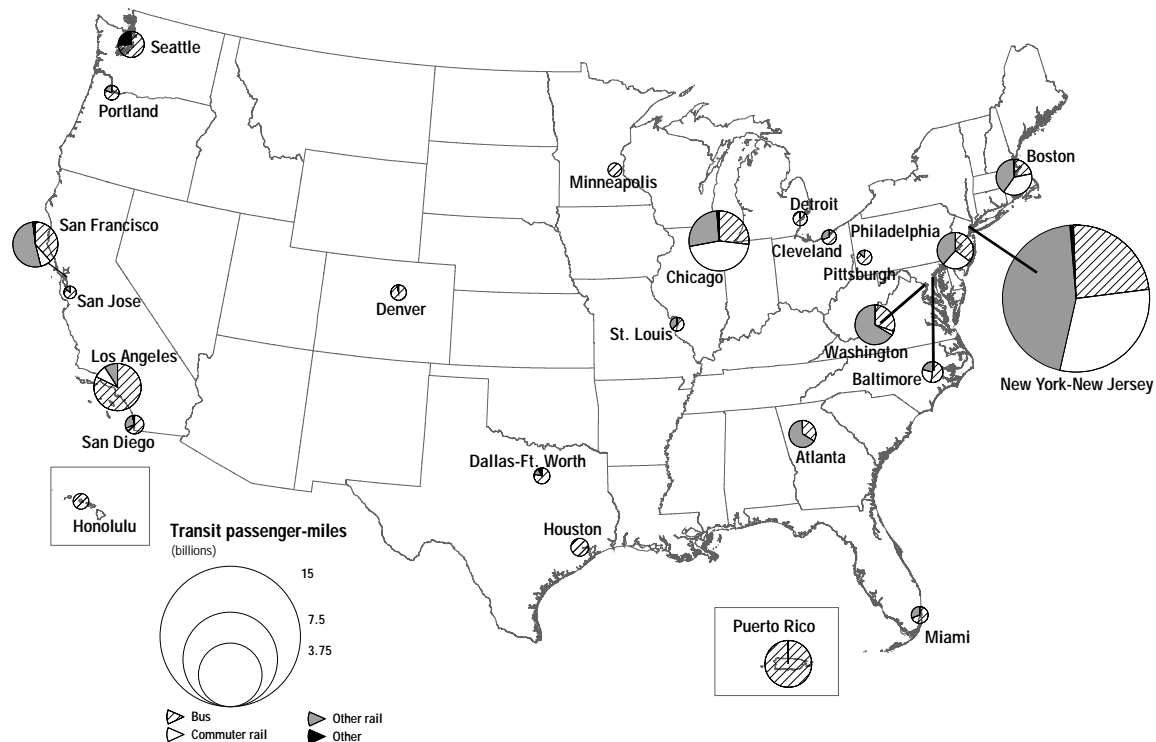 Seattle
Portland
Minneapolis
Boston
Detroit
San Francisco
Philadelphia
Cleveland
Chicago
Pittsburgh
San Jose
Denver
St. Louis
Washington
Los Angeles
Baltimore
New York-New Jersey
San Diego
Atlanta
Dallas-Ft. Worth
Honolulu
Houston
Transit passenger-miles
(billions)
15
7.5
3.75
Puerto Rico
Miami
Bus
Other rail
Commuter rail
Other